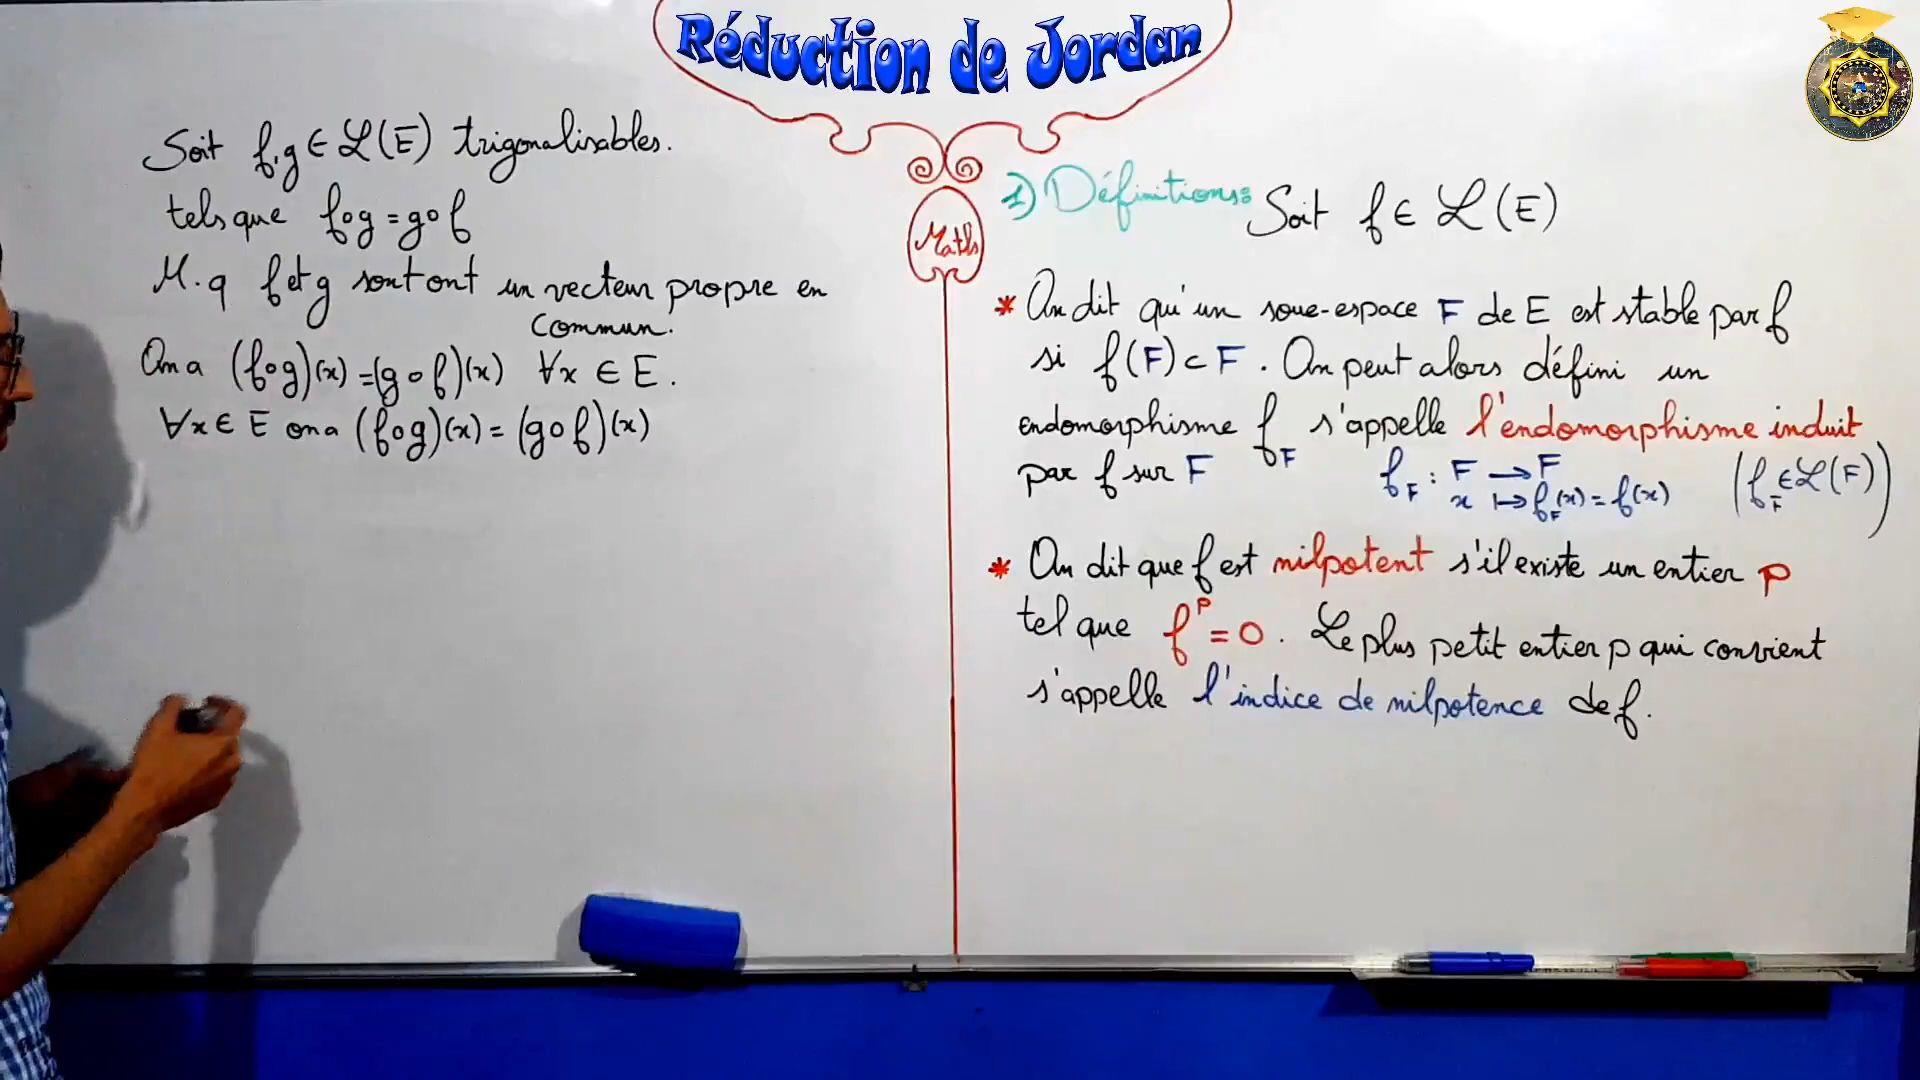 Réduction de Jordan
Soit f,g ∈ ℒ(E) trigonalisables.
tels que f∘g = g∘f
M.q f et g sont ont un vecteur propre en
commun.
On a (f∘g)(x) = (g∘f)(x) ∀x ∈ E.
∀x ∈ E on a (f∘g)(x) = (g∘f)(x)
Maths
1) Définitions: Soit f ∈ ℒ(E)
* On dit qu'un sous-espace F de E est stable par f
si f(F) ⊂ F. On peut alors défini un
endomorphisme f_F s'appelle l'endomorphisme induit
par f sur F f_F : F → F (f_F ∈ ℒ(F))
x ↦ f_F(x) = f(x)
* On dit que f est nilpotent s'il existe un entier p
tel que f^p = 0. Le plus petit entier p qui convient
s'appelle l'indice de nilpotence de f.